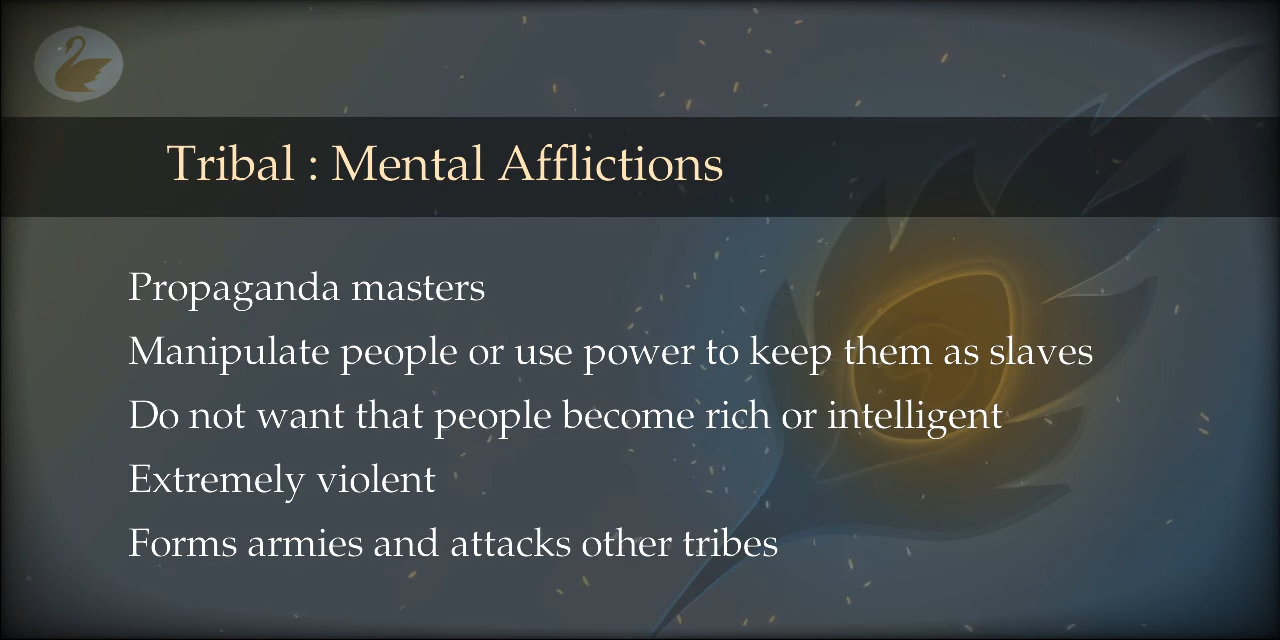 Tribal : Mental Afflictions
Propaganda masters
Manipulate people or use power to keep them as slaves
Do not want that people become rich or intelligent
Extremely violent
Forms armies and attacks other tribes